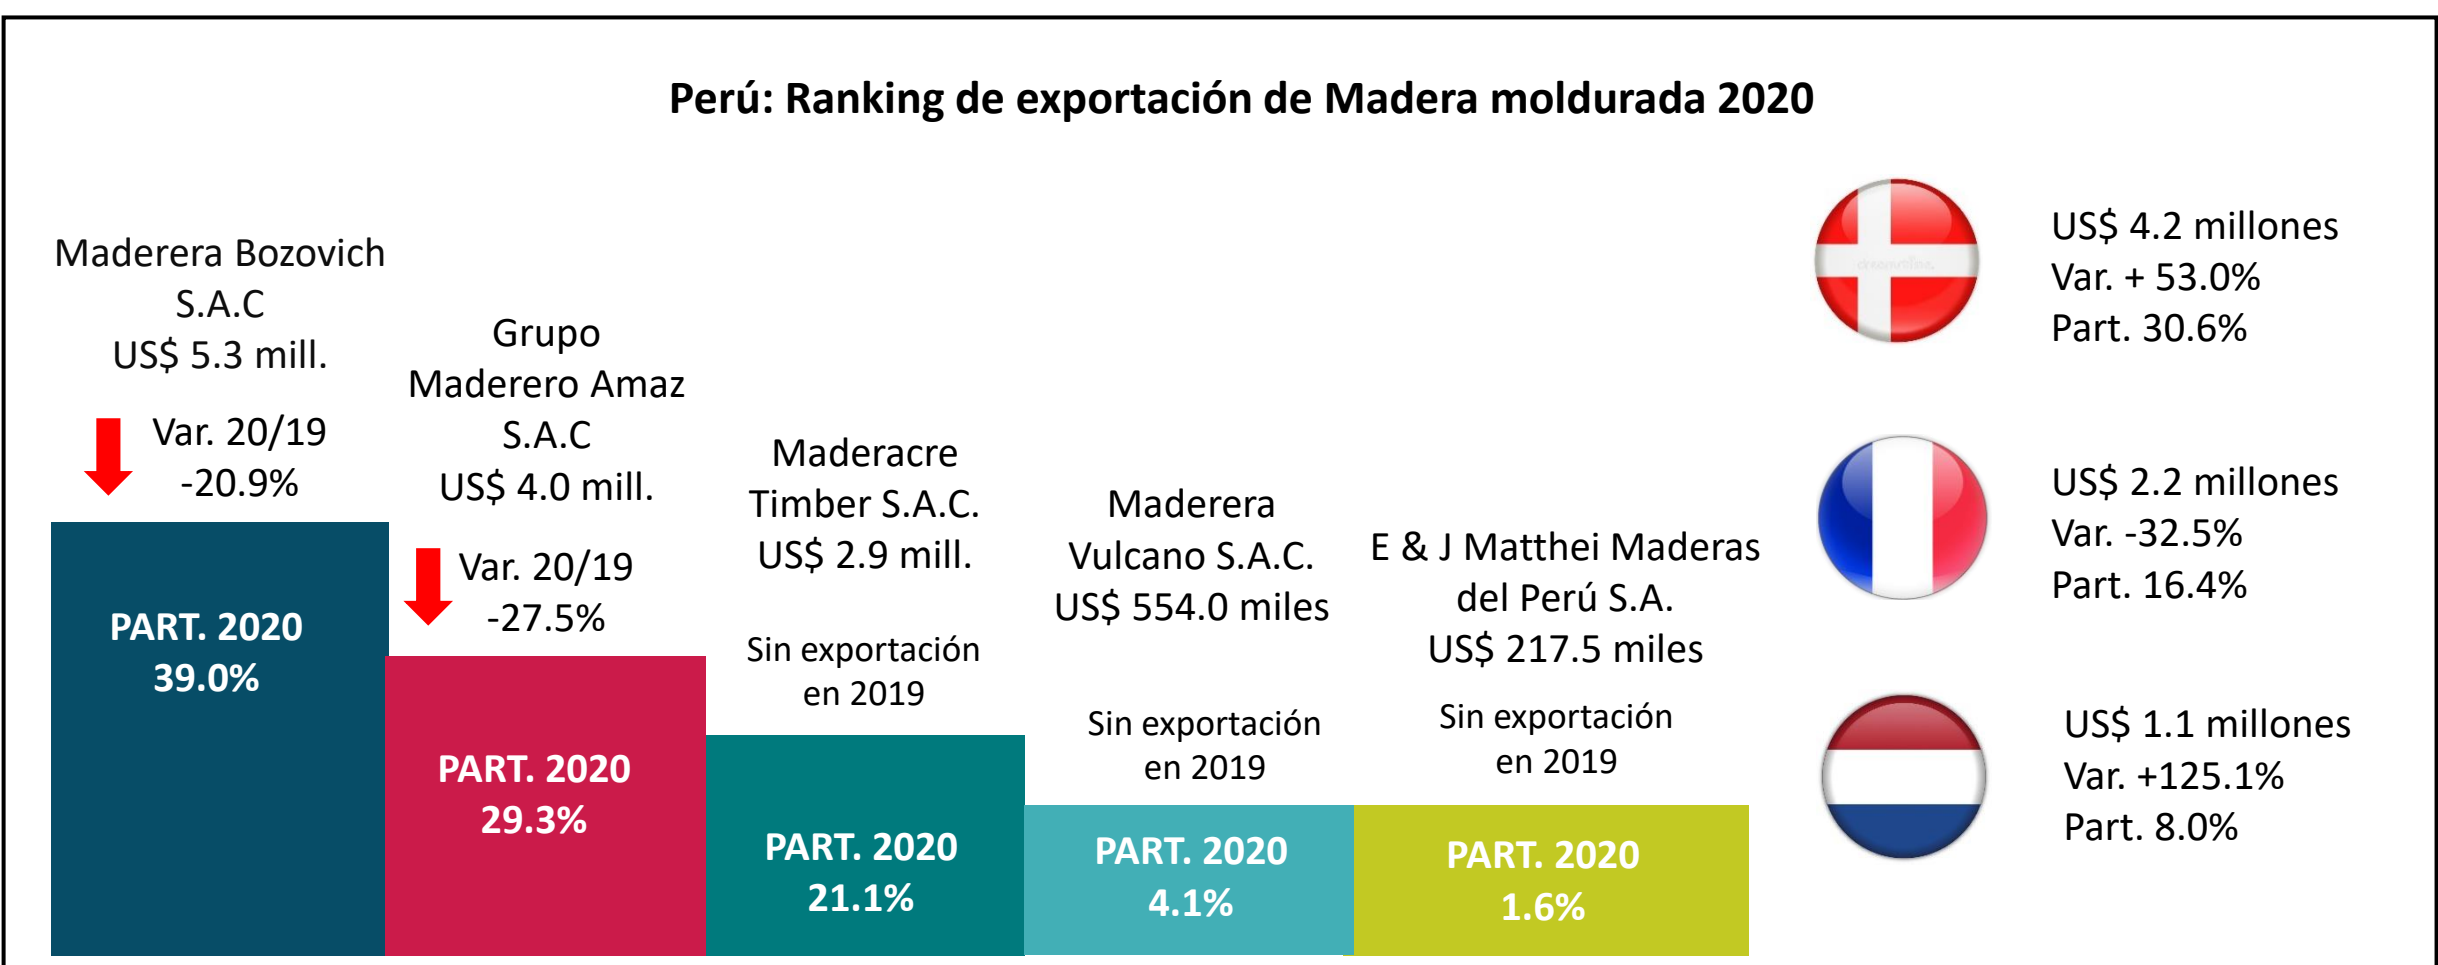 Perú: Ranking de exportación de Madera moldurada 2020
Maderera Bozovich
S.A.C
US$ 5.3 mill.
Var. 20/19
-20.9%
PART. 2020
39.0%
Grupo
Maderero Amaz
S.A.C
US$ 4.0 mill.
Var. 20/19
-27.5%
PART. 2020
29.3%
Maderacre
Timber S.A.C.
US$ 2.9 mill.
Sin exportación
en 2019
PART. 2020
21.1%
Maderera
Vulcano S.A.C.
US$ 554.0 miles
Sin exportación
en 2019
PART. 2020
4.1%
E & J Matthei Maderas
del Perú S.A.
US$ 217.5 miles
Sin exportación
en 2019
PART. 2020
1.6%
US$ 4.2 millones
Var. + 53.0%
Part. 30.6%
US$ 2.2 millones
Var. -32.5%
Part. 16.4%
US$ 1.1 millones
Var. +125.1%
Part. 8.0%